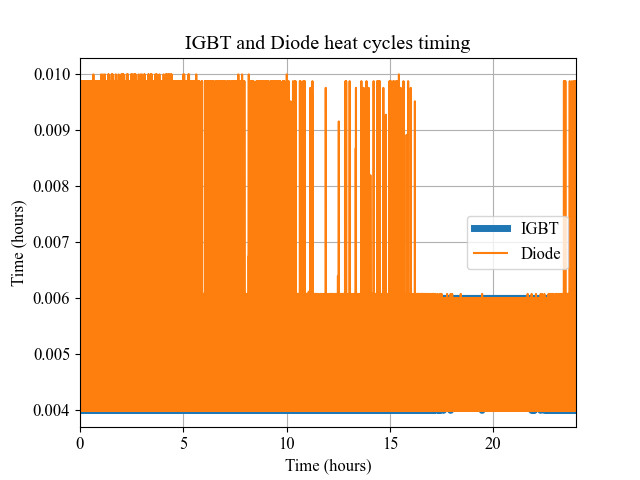 IGBT and Diode heat cycles timing
0.010
0.009
0.008
0.007
0.006
0.005
0.004
Time (hours)
IGBT
Diode
0 5 10 15 20
Time (hours)